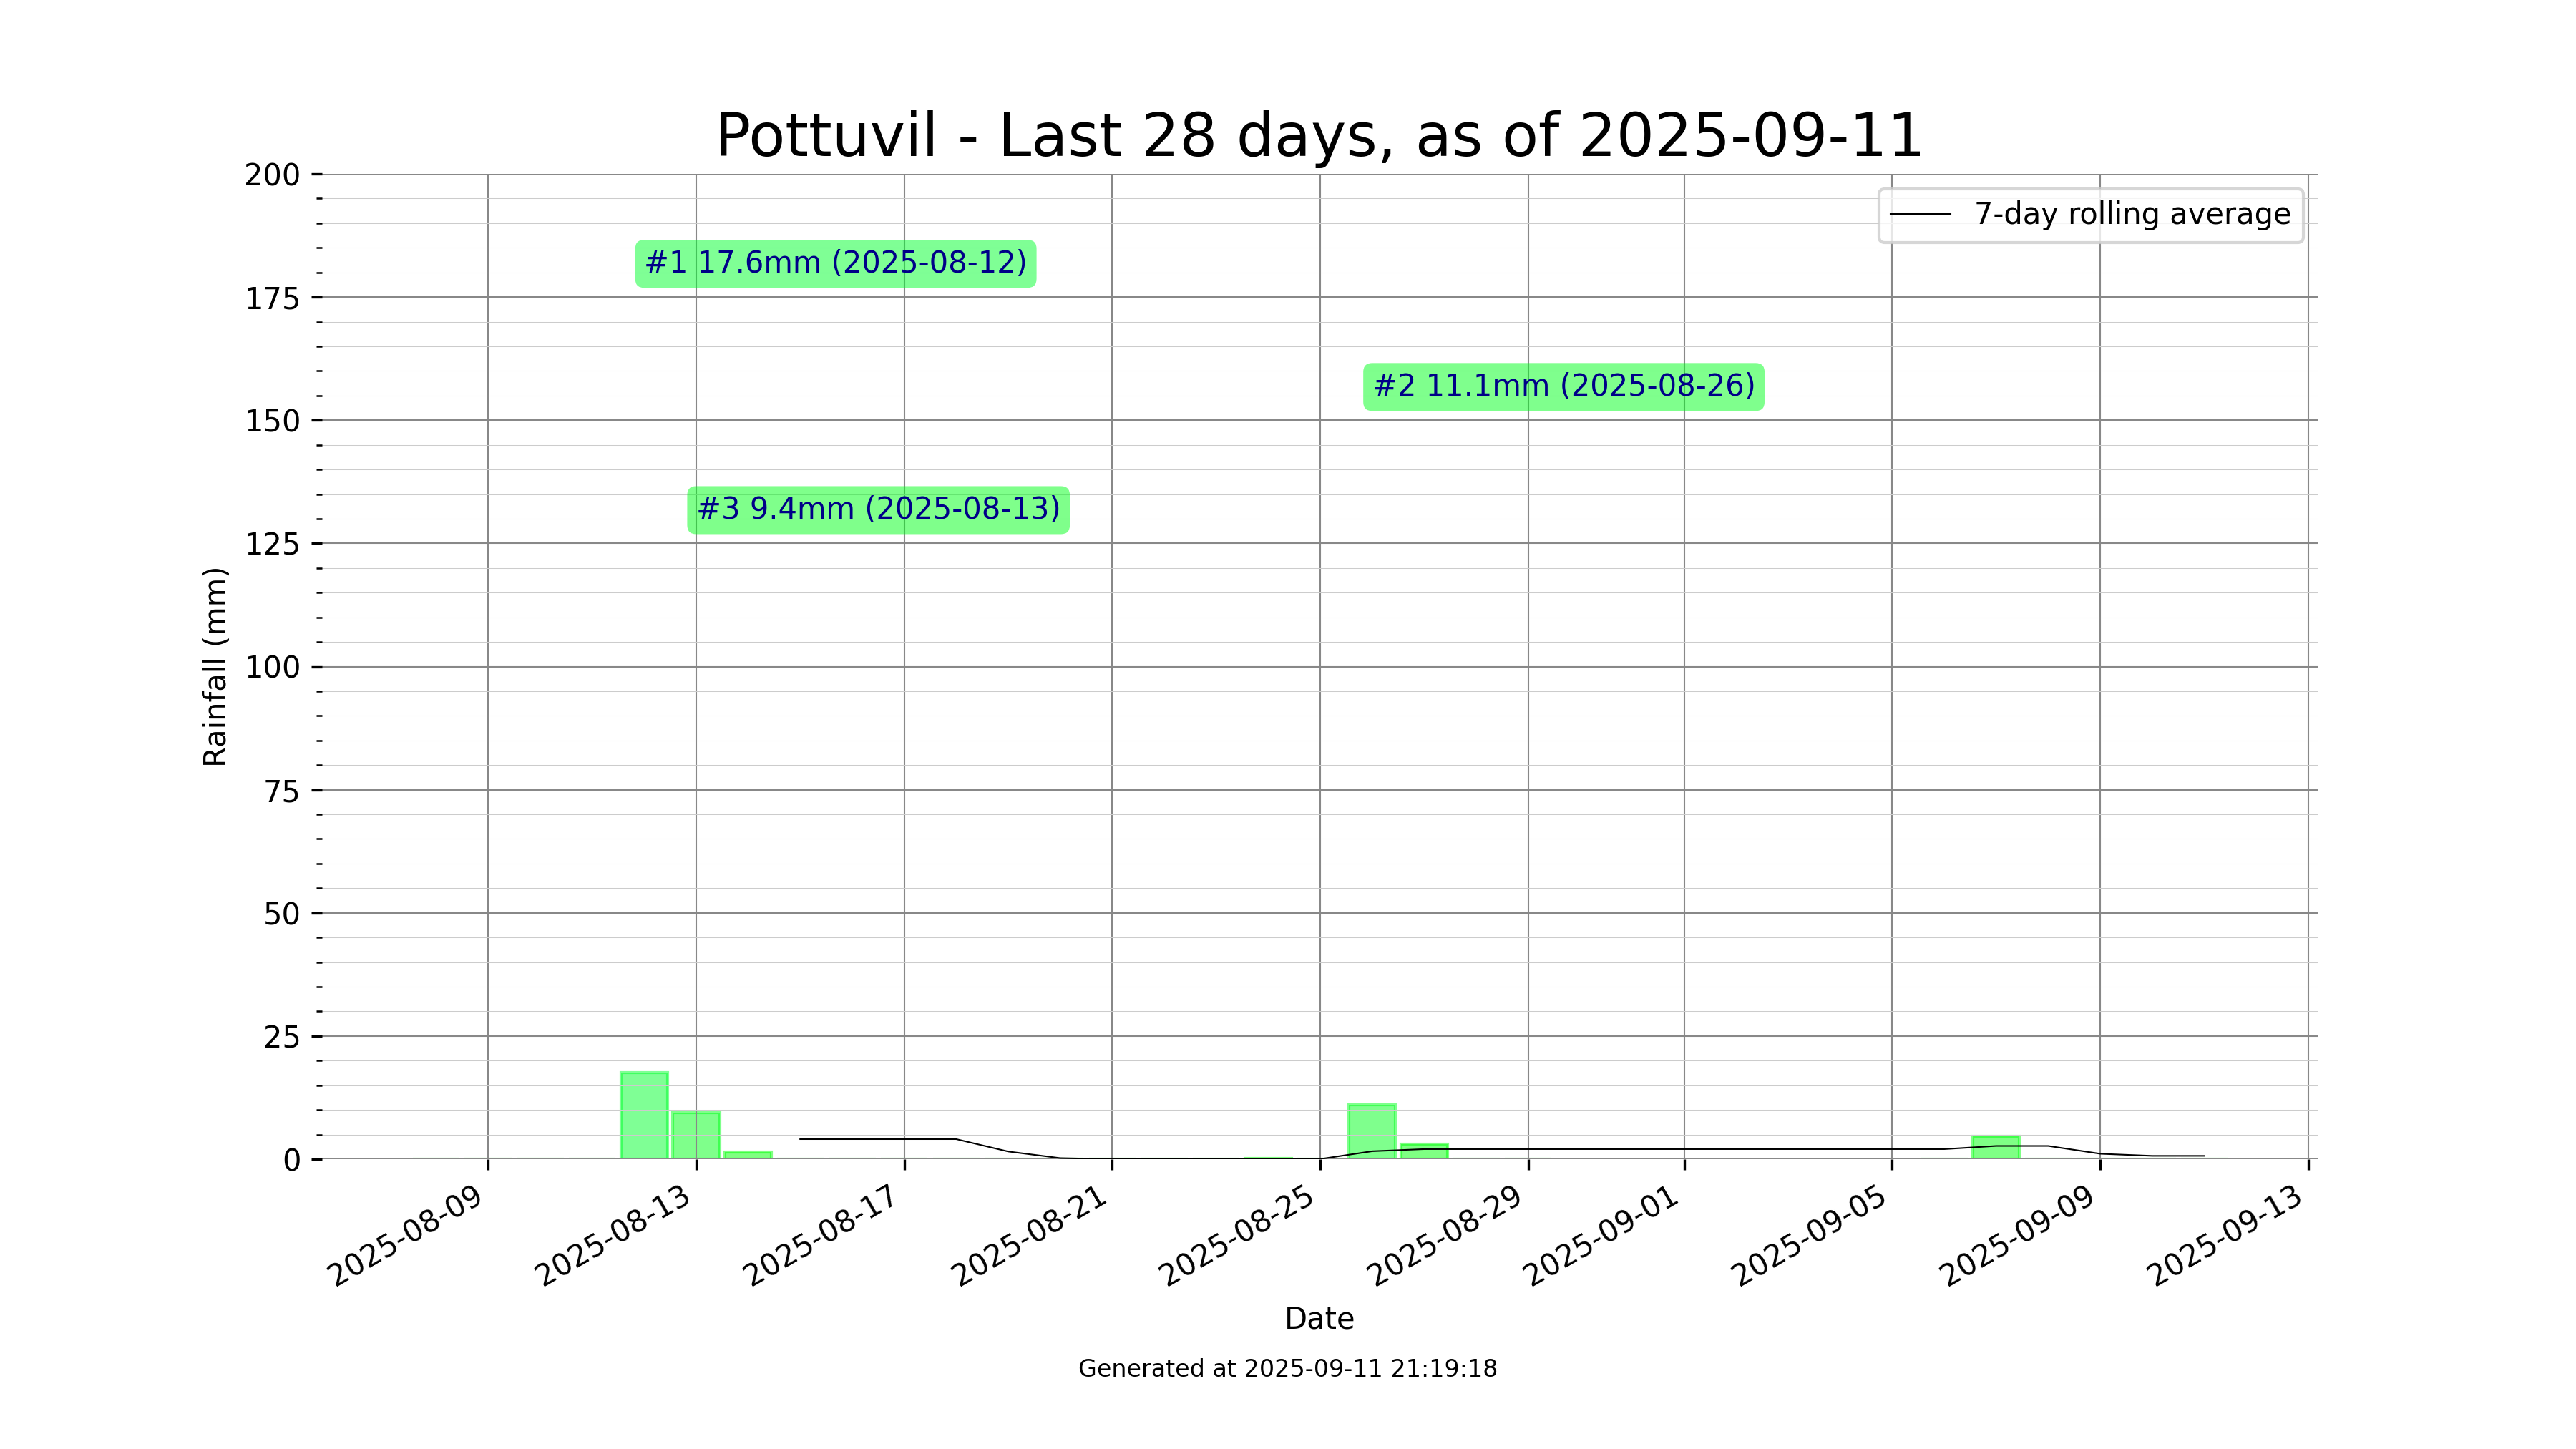 Pottuvil - Last 28 days, as of 2025-09-11
200
175
150
125
100
75
50
25
0
Rainfall (mm)
7-day rolling average
#1 17.6mm (2025-08-12)
#2 11.1mm (2025-08-26)
#3 9.4mm (2025-08-13)
2025-08-09
2025-08-13
2025-08-17
2025-08-21
2025-08-25
2025-08-29
2025-09-01
2025-09-05
2025-09-09
2025-09-13
Date
Generated at 2025-09-11 21:19:18